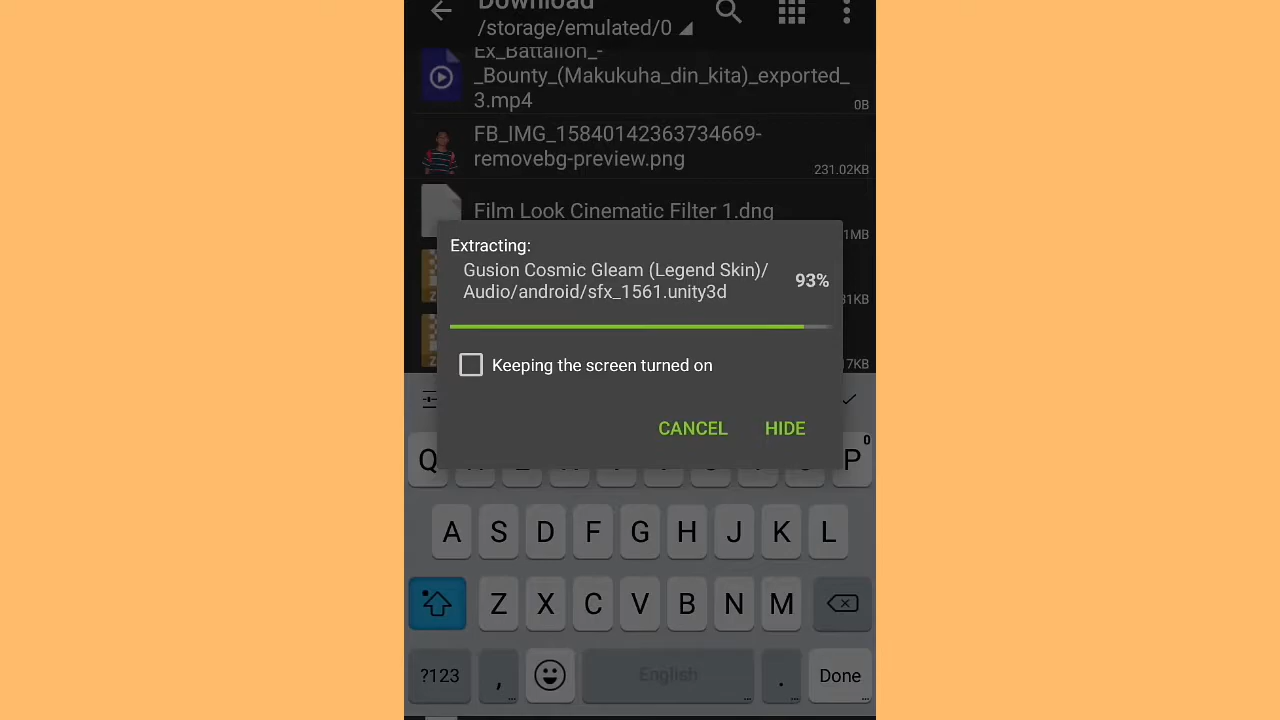 Download
/storage/emulated/0
Ex_Battalion_-
_Bounty_(Makukuha_din_kita)_exported_
3.mp4
0B
FB_IMG_15840142363734669-
removebg-preview.png
231.02KB
Film Look Cinematic Filter 1.dng
1MB
Extracting:
Gusion Cosmic Gleam (Legend Skin)/
Audio/android/sfx_1561.unity3d
93%
31KB
Keeping the screen turned on
17KB
CANCEL HIDE
Q P 0
A S D F G H J K L
Z X C V B N M
?123 , English . Done